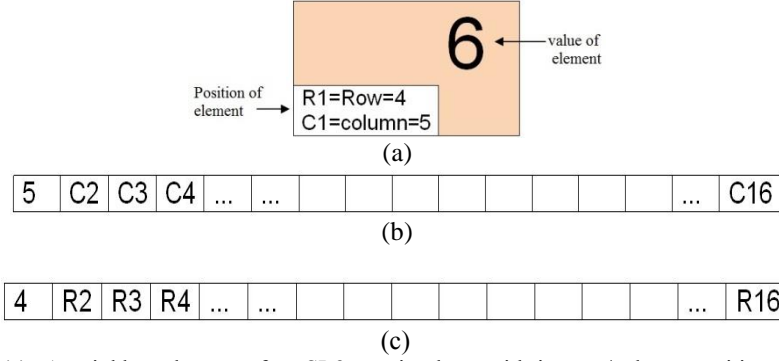 6
value of
element
Position of
element
R1=Row=4
C1=column=5
(a)
5 C2 C3 C4 ... ... ... C16
(b)
4 R2 R3 R4 ... ... ... R16
(c)